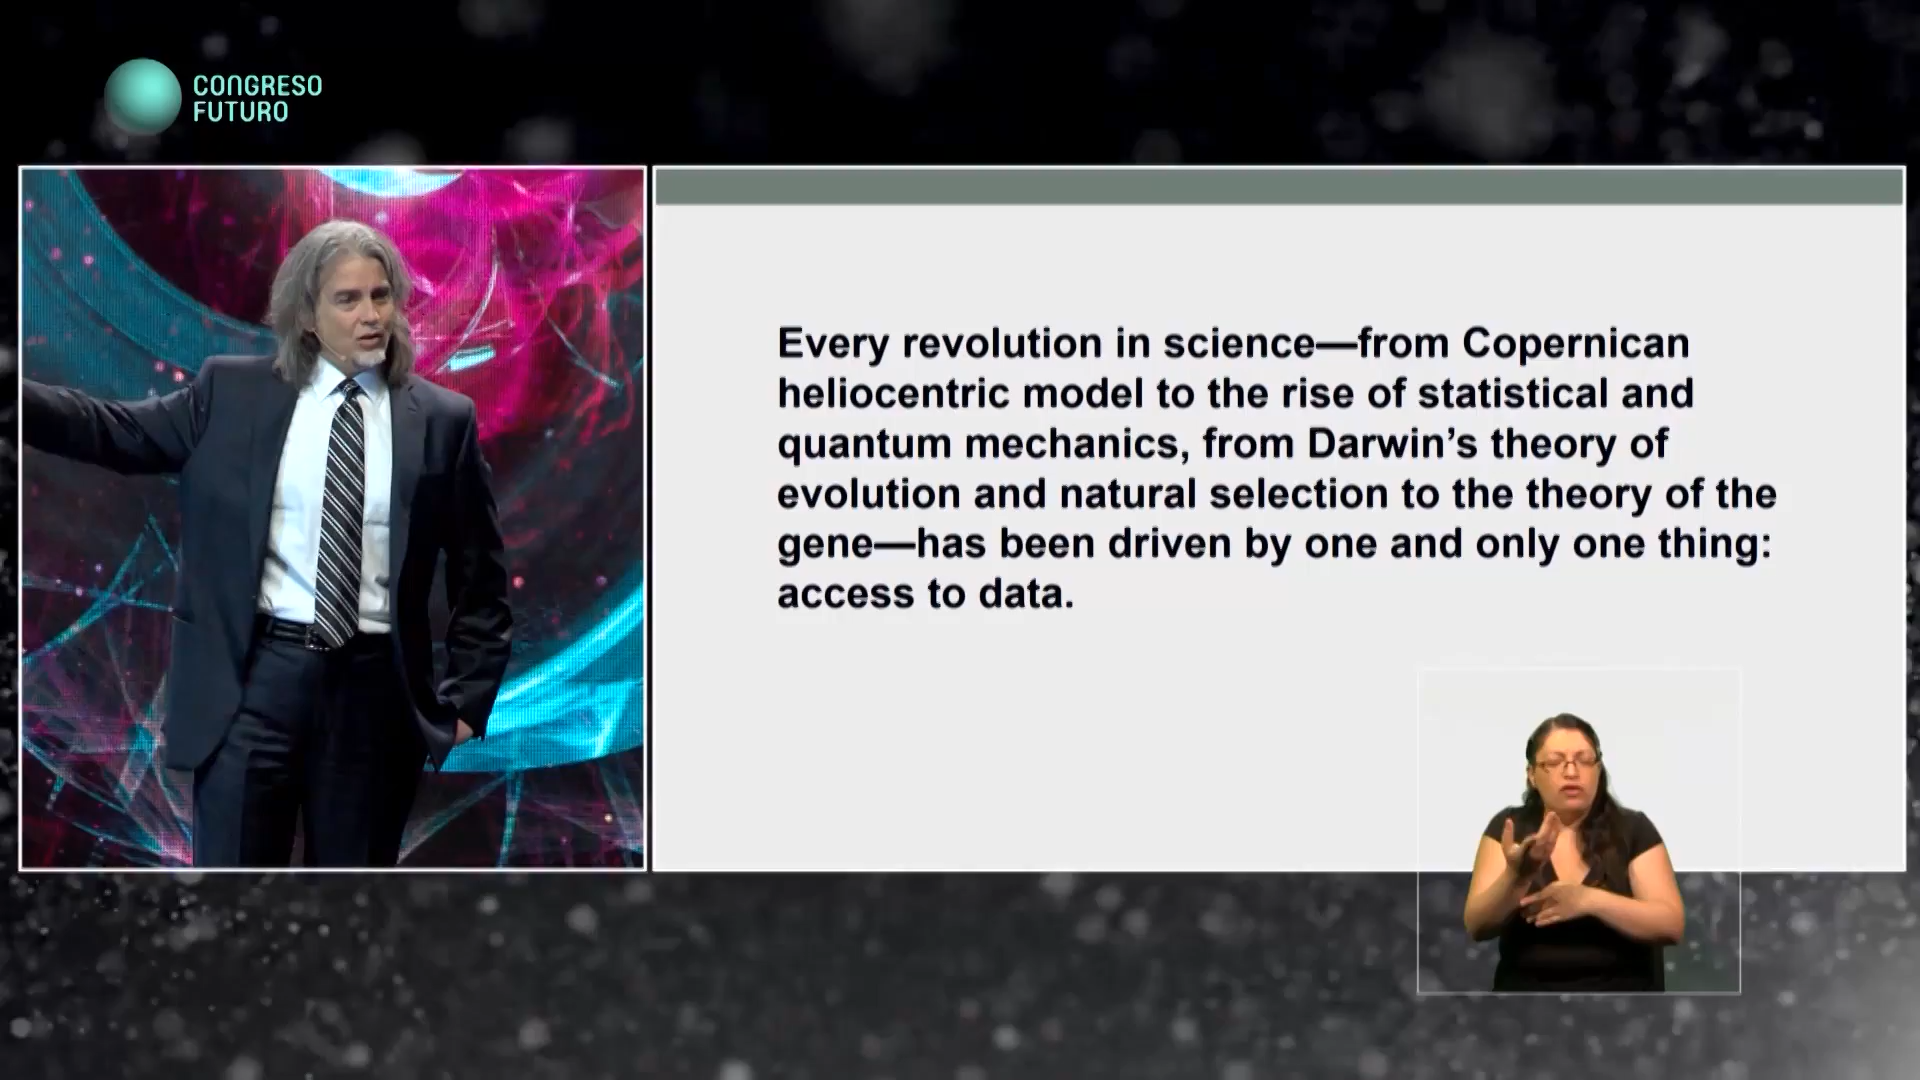 CONGRESO
FUTURO
Every revolution in science—from Copernican
heliocentric model to the rise of statistical and
quantum mechanics, from Darwin’s theory of
evolution and natural selection to the theory of the
gene—has been driven by one and only one thing:
access to data.